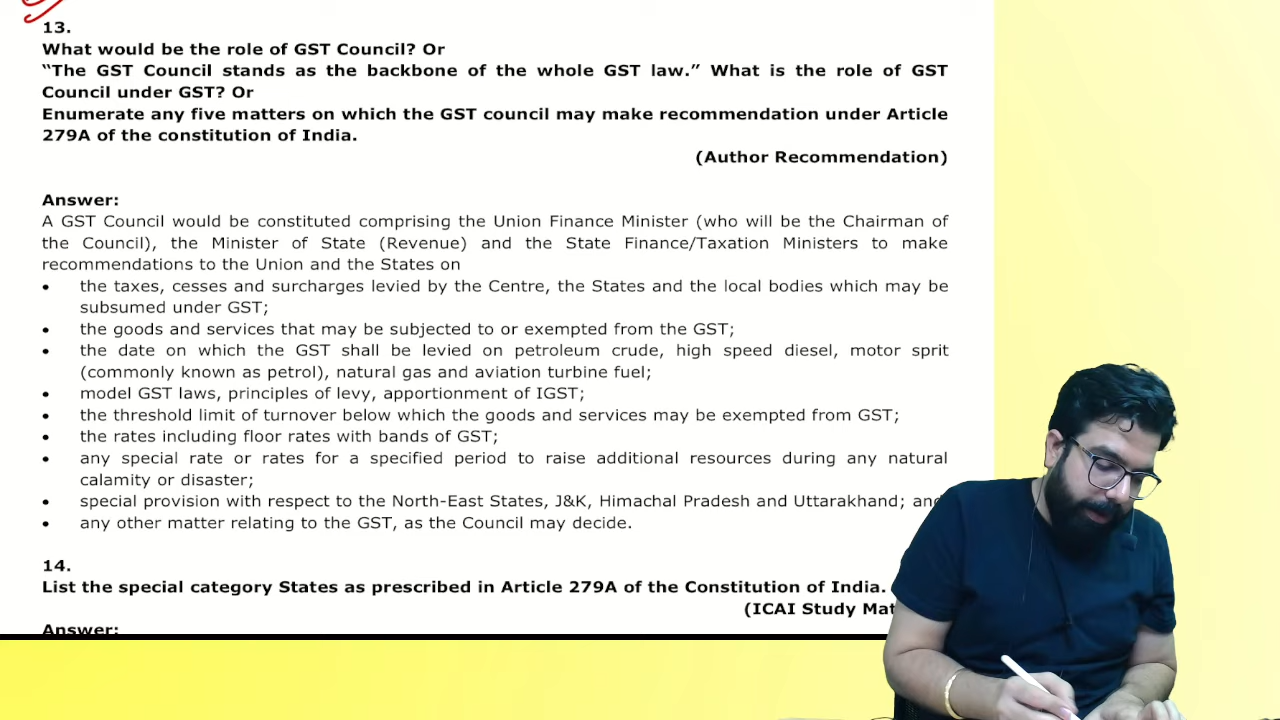 13.
What would be the role of GST Council? Or
“The GST Council stands as the backbone of the whole GST law.” What is the role of GST
Council under GST? Or
Enumerate any five matters on which the GST council may make recommendation under Article
279A of the constitution of India.
(Author Recommendation)
Answer:
A GST Council would be constituted comprising the Union Finance Minister (who will be the Chairman of
the Council), the Minister of State (Revenue) and the State Finance/Taxation Ministers to make
recommendations to the Union and the States on
• the taxes, cesses and surcharges levied by the Centre, the States and the local bodies which may be
subsumed under GST;
• the goods and services that may be subjected to or exempted from the GST;
• the date on which the GST shall be levied on petroleum crude, high speed diesel, motor sprit
(commonly known as petrol), natural gas and aviation turbine fuel;
• model GST laws, principles of levy, apportionment of IGST;
• the threshold limit of turnover below which the goods and services may be exempted from GST;
• the rates including floor rates with bands of GST;
• any special rate or rates for a specified period to raise additional resources during any natural
calamity or disaster;
• special provision with respect to the North-East States, J&K, Himachal Pradesh and Uttarakhand; and
• any other matter relating to the GST, as the Council may decide.
14.
List the special category States as prescribed in Article 279A of the Constitution of India.
(ICAI Study Mat
Answer: